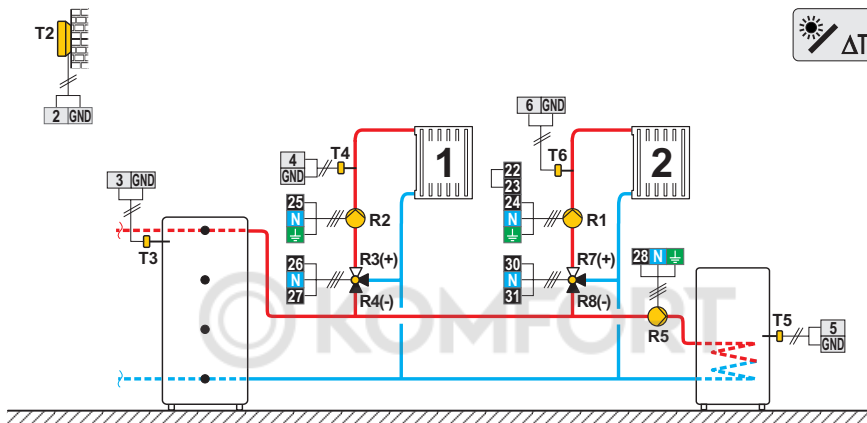 T2
2 GND
ΔT
6 GND
T4
4
GND
1
T6
2
3 GND
22
23
25
N
R2
24
N
R1
T3
R3(+)
R7(+)
28 N
26
N
27
R4(-)
30
N
31
R8(-)
© KOMFORT
R5
T5
5
GND